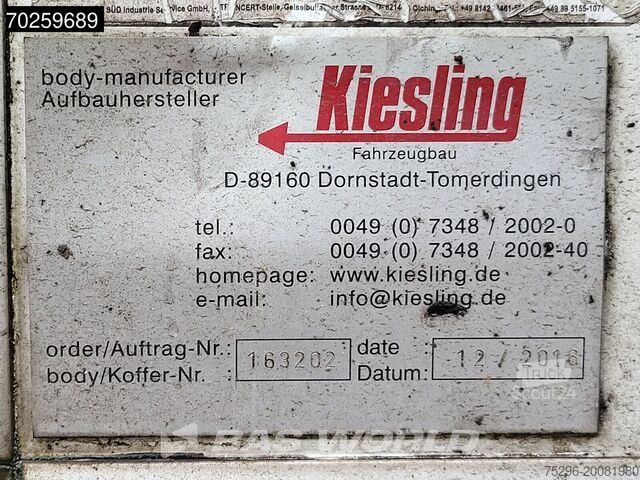 70259689
body-manufacturer
Aufbauhersteller
Kiesling
Fahrzeugbau
D-89160 Dornstadt-Tomerdingen
tel.: 0049 (0) 7348 / 2002-0
fax: 0049 (0) 7348 / 2002-40
homepage: www.kiesling.de
e-mail: info@kiesling.de
order/Auftrag-Nr.: 163202 date 12 / 2016
body/Koffer-Nr. Datum:
Truck
Scout24
BAS WORLD
75296-20081980